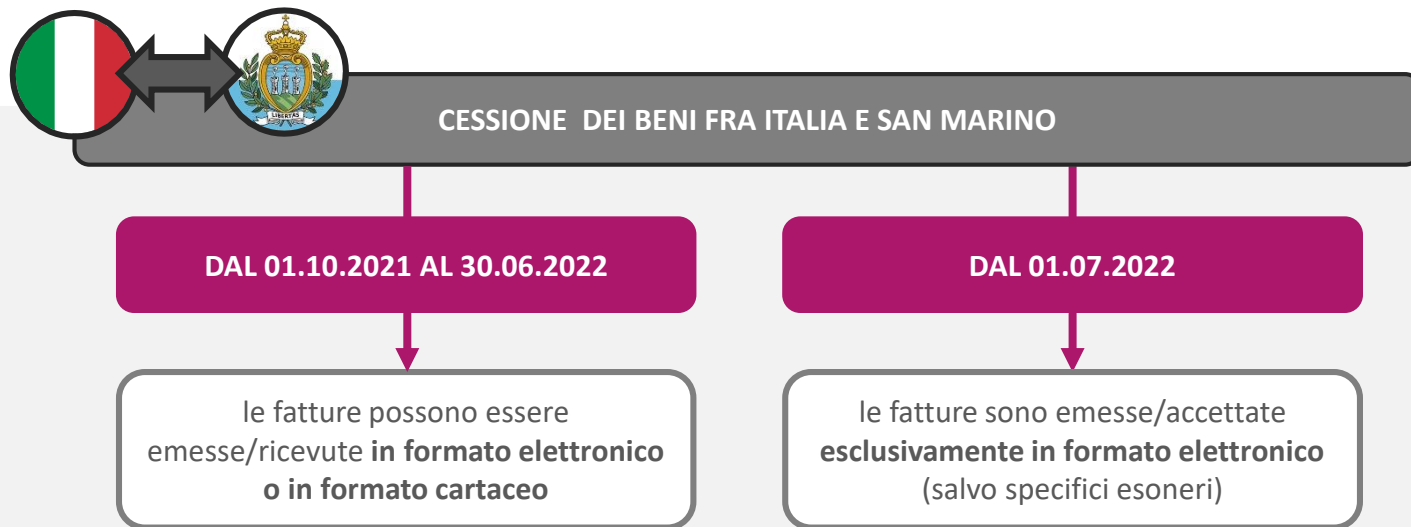 LIBERTAS
CESSIONE DEI BENI FRA ITALIA E SAN MARINO
DAL 01.10.2021 AL 30.06.2022
le fatture possono essere
emesse/ricevute in formato elettronico
o in formato cartaceo
DAL 01.07.2022
le fatture sono emesse/accettate
esclusivamente in formato elettronico
(salvo specifici esoneri)